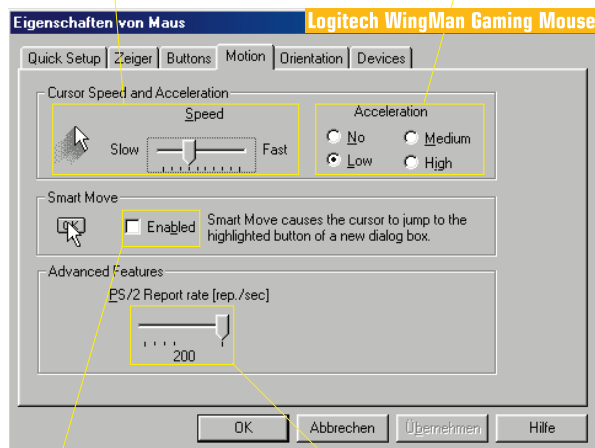 Eigenschaften von Maus
Logitech WingMan Gaming Mouse
Quick Setup Zeiger Buttons Motion Orientation Devices
Cursor Speed and Acceleration
Speed
Slow Fast
Acceleration
No Medium
Low High
Smart Move
OK
Enabled
Smart Move causes the cursor to jump to the
highlighted button of a new dialog box.
Advanced Features
PS/2 Report rate [rep./sec]
200
OK Abbrechen Übernehmen Hilfe